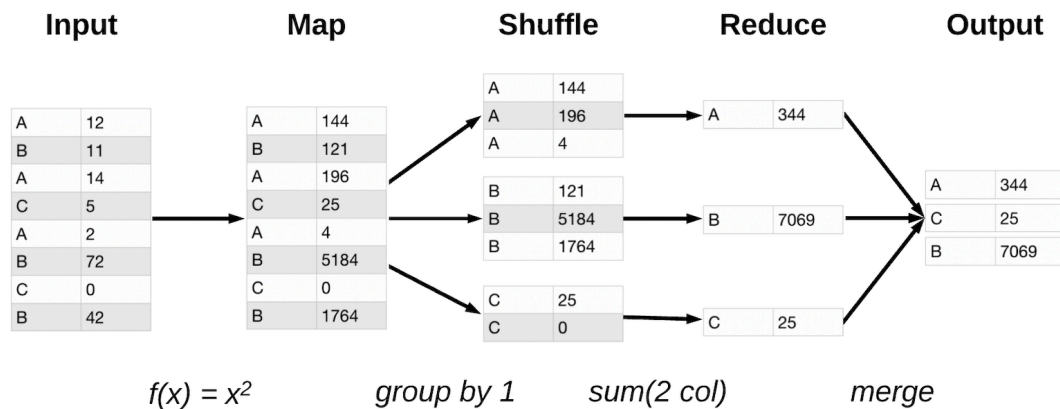 Input Map Shuffle Reduce Output
A 12
B 11
A 14
C 5
A 2
B 72
C 0
B 42
A 144
B 121
A 196
C 25
A 4
B 5184
C 0
B 1764
A 144
A 196
A 4
B 121
B 5184
B 1764
C 25
C 0
A 344
B 7069
C 25
A 344
C 25
B 7069
f(x) = x² group by 1 sum(2 col) merge